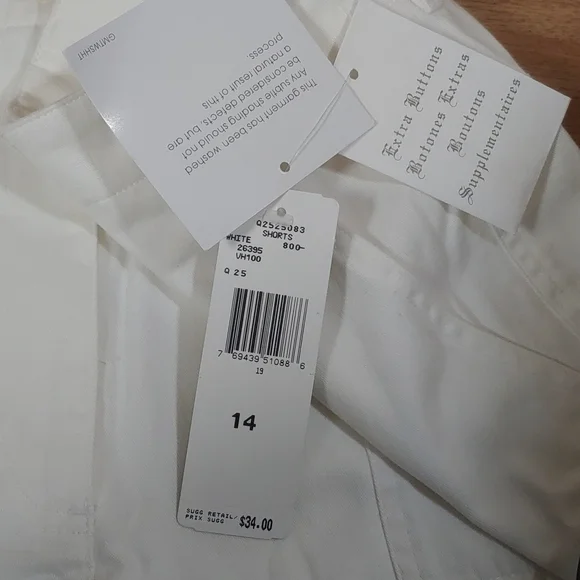 GMTWSHHT
This garment has been washed
Any subtle shading should not
be considered defects, but are
a natural result of this
process.
Extra Buttons
Botones Extras
Boutons
Supplementaires
Q2525083
WHITE SHORTS
26395 800-
VH100
Q 25
7 69439 51088 6
19
14
SUGG RETAIL/
PRIX SUGG $34.00